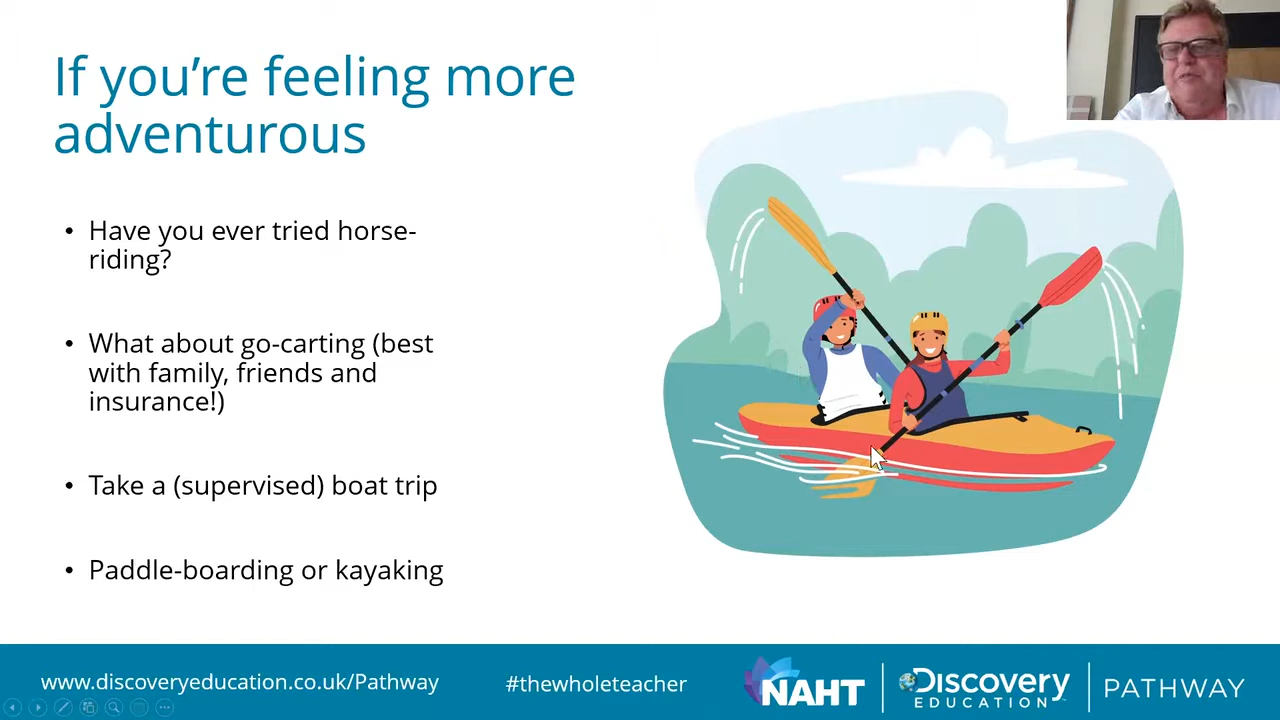 If you're feeling more
adventurous
• Have you ever tried horse-
riding?
• What about go-carting (best
with family, friends and
insurance!)
• Take a (supervised) boat trip
• Paddle-boarding or kayaking
www.discoveryeducation.co.uk/Pathway
#thewholeteacher
NAHT
Discovery
EDUCATION
PATHWAY